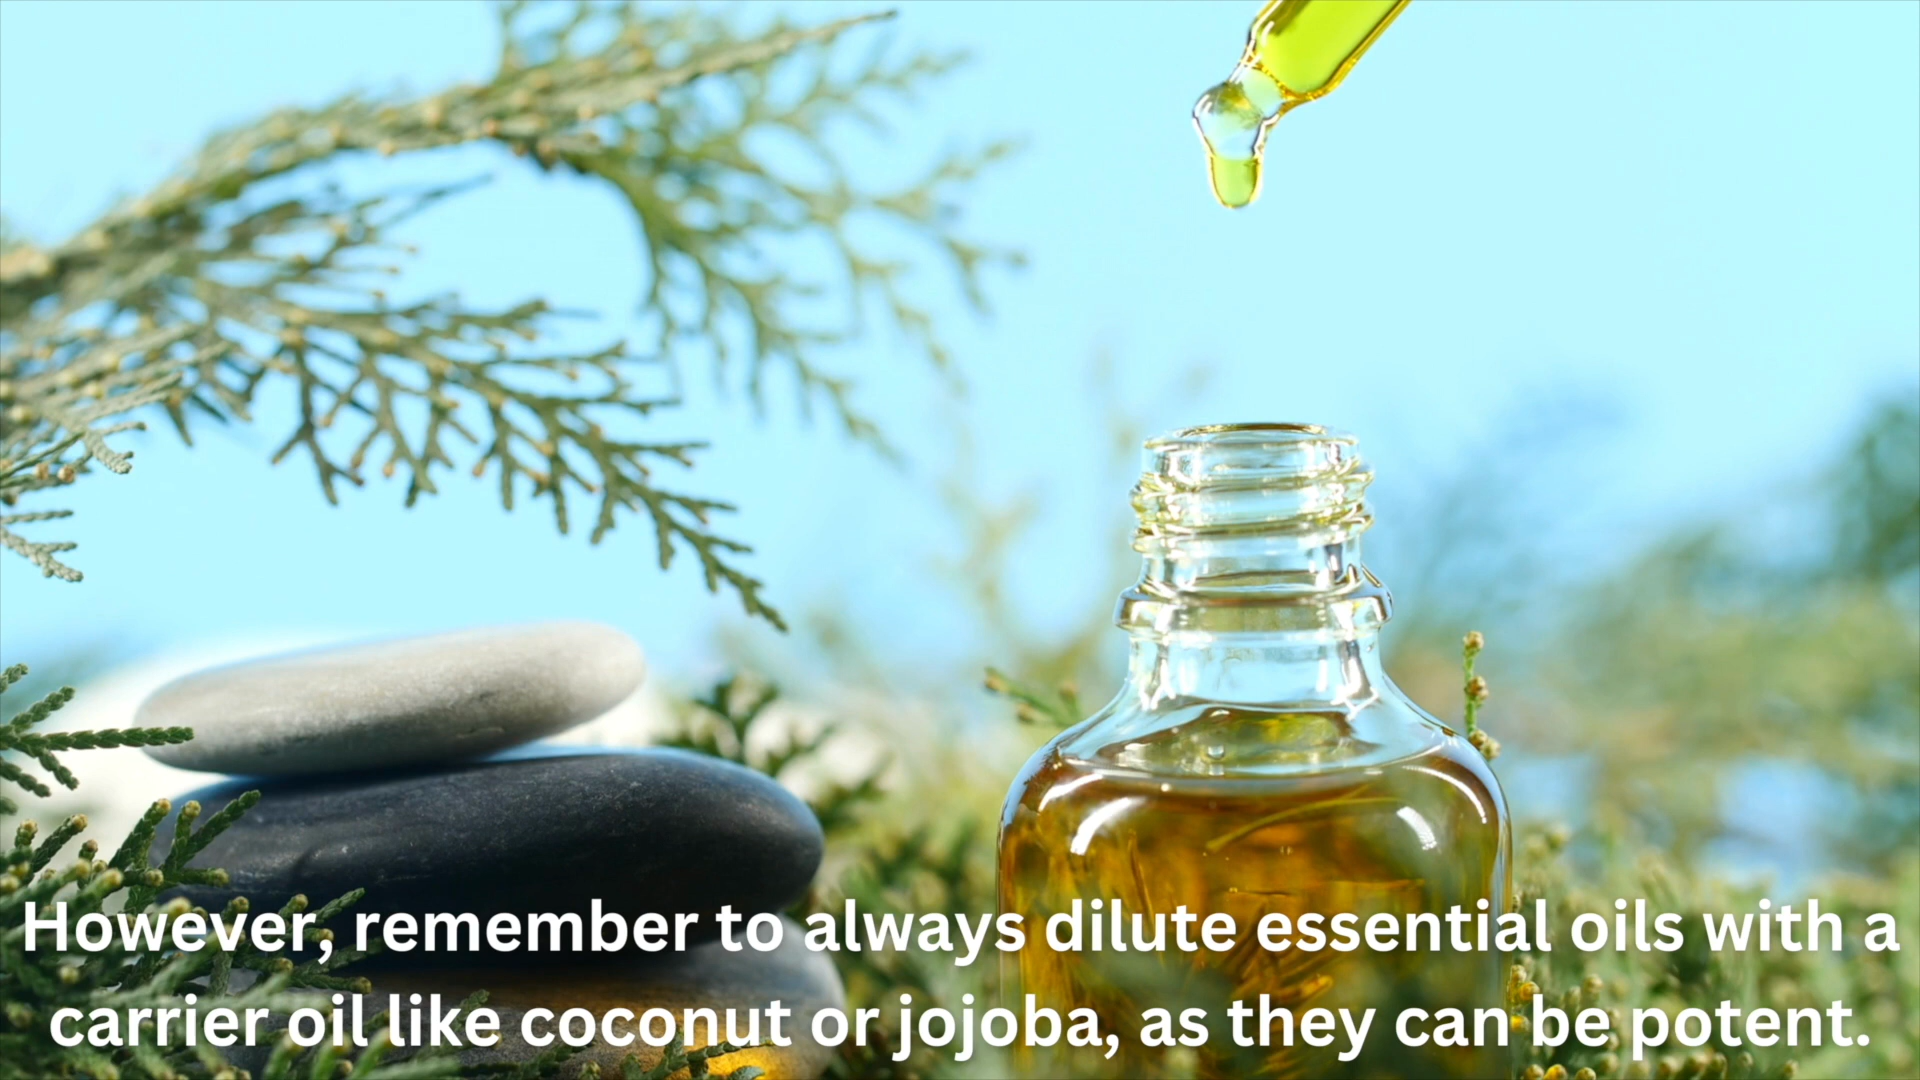 However, remember to always dilute essential oils with a
carrier oil like coconut or jojoba, as they can be potent.